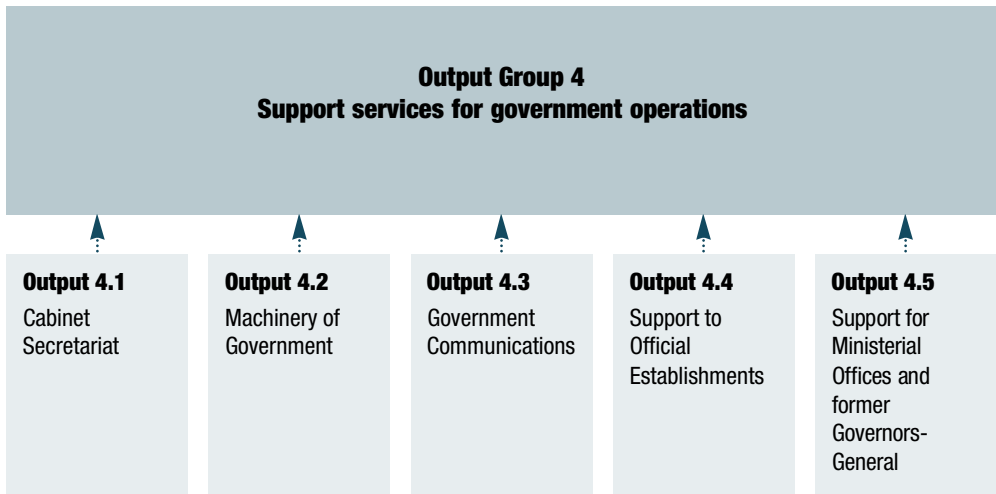 Output Group 4
Support services for government operations
Output 4.1
Cabinet
Secretariat
Output 4.2
Machinery of
Government
Output 4.3
Government
Communications
Output 4.4
Support to
Official
Establishments
Output 4.5
Support for
Ministerial
Offices and
former
Governors-
General